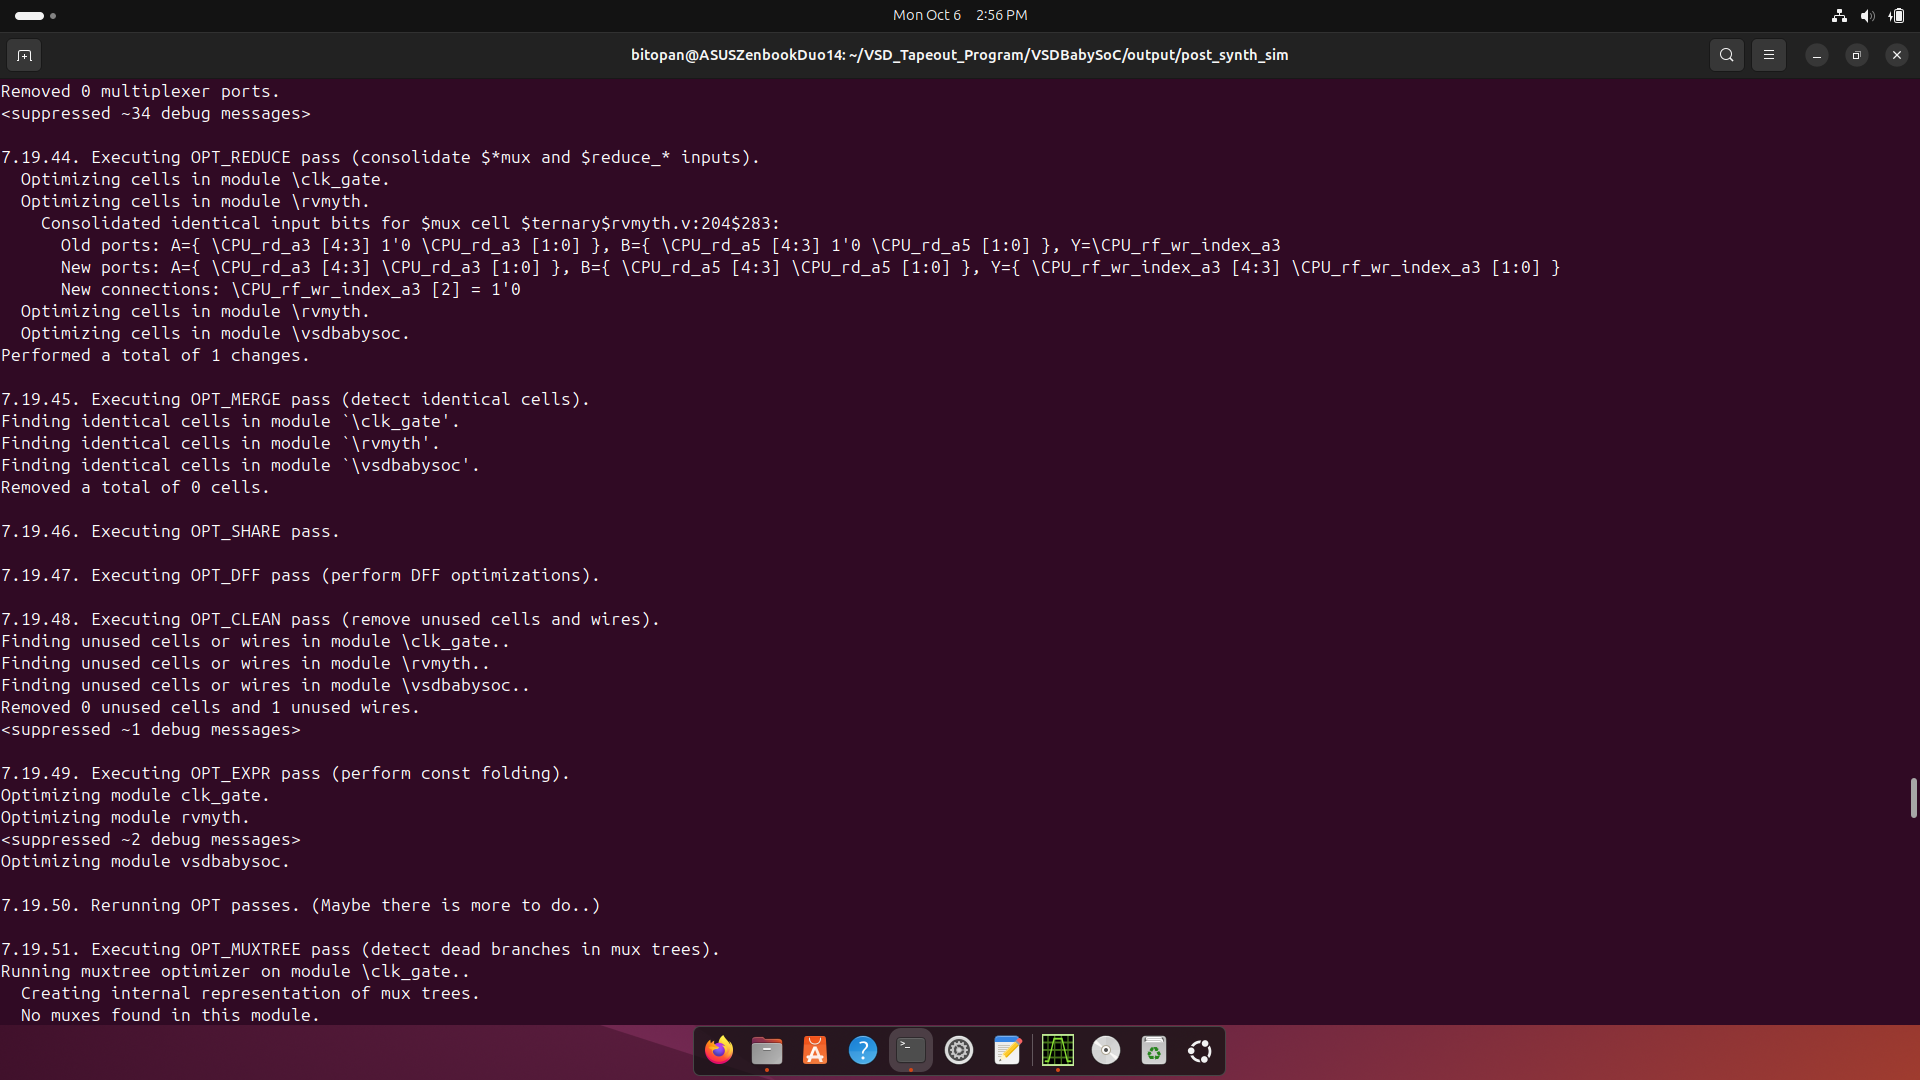 Mon Oct 6 2:56 PM
bitopan@ASUSZenbookDuo14: ~/VSD_Tapeout_Program/VSDBabySoC/output/post_synth_sim
Removed 0 multiplexer ports.
<suppressed ~34 debug messages>
7.19.44. Executing OPT_REDUCE pass (consolidate $*mux and $reduce_* inputs).
Optimizing cells in module \clk_gate.
Optimizing cells in module \rvmyth.
Consolidated identical input bits for $mux cell $ternary$rvmyth.v:204$283:
Old ports: A={ \CPU_rd_a3 [4:3] 1'0 \CPU_rd_a3 [1:0] }, B={ \CPU_rd_a5 [4:3] 1'0 \CPU_rd_a5 [1:0] }, Y=\CPU_rf_wr_index_a3
New ports: A={ \CPU_rd_a3 [4:3] \CPU_rd_a3 [1:0] }, B={ \CPU_rd_a5 [4:3] \CPU_rd_a5 [1:0] }, Y={ \CPU_rf_wr_index_a3 [4:3] \CPU_rf_wr_index_a3 [1:0] }
New connections: \CPU_rf_wr_index_a3 [2] = 1'0
Optimizing cells in module \rvmyth.
Optimizing cells in module \vsdbabysoc.
Performed a total of 1 changes.
7.19.45. Executing OPT_MERGE pass (detect identical cells).
Finding identical cells in module `\clk_gate'.
Finding identical cells in module `\rvmyth'.
Finding identical cells in module `\vsdbabysoc'.
Removed a total of 0 cells.
7.19.46. Executing OPT_SHARE pass.
7.19.47. Executing OPT_DFF pass (perform DFF optimizations).
7.19.48. Executing OPT_CLEAN pass (remove unused cells and wires).
Finding unused cells or wires in module \clk_gate..
Finding unused cells or wires in module \rvmyth..
Finding unused cells or wires in module \vsdbabysoc..
Removed 0 unused cells and 1 unused wires.
<suppressed ~1 debug messages>
7.19.49. Executing OPT_EXPR pass (perform const folding).
Optimizing module clk_gate.
Optimizing module rvmyth.
<suppressed ~2 debug messages>
Optimizing module vsdbabysoc.
7.19.50. Rerunning OPT passes. (Maybe there is more to do..)
7.19.51. Executing OPT_MUXTREE pass (detect dead branches in mux trees).
Running muxtree optimizer on module \clk_gate..
Creating internal representation of mux trees.
No muxes found in this module.